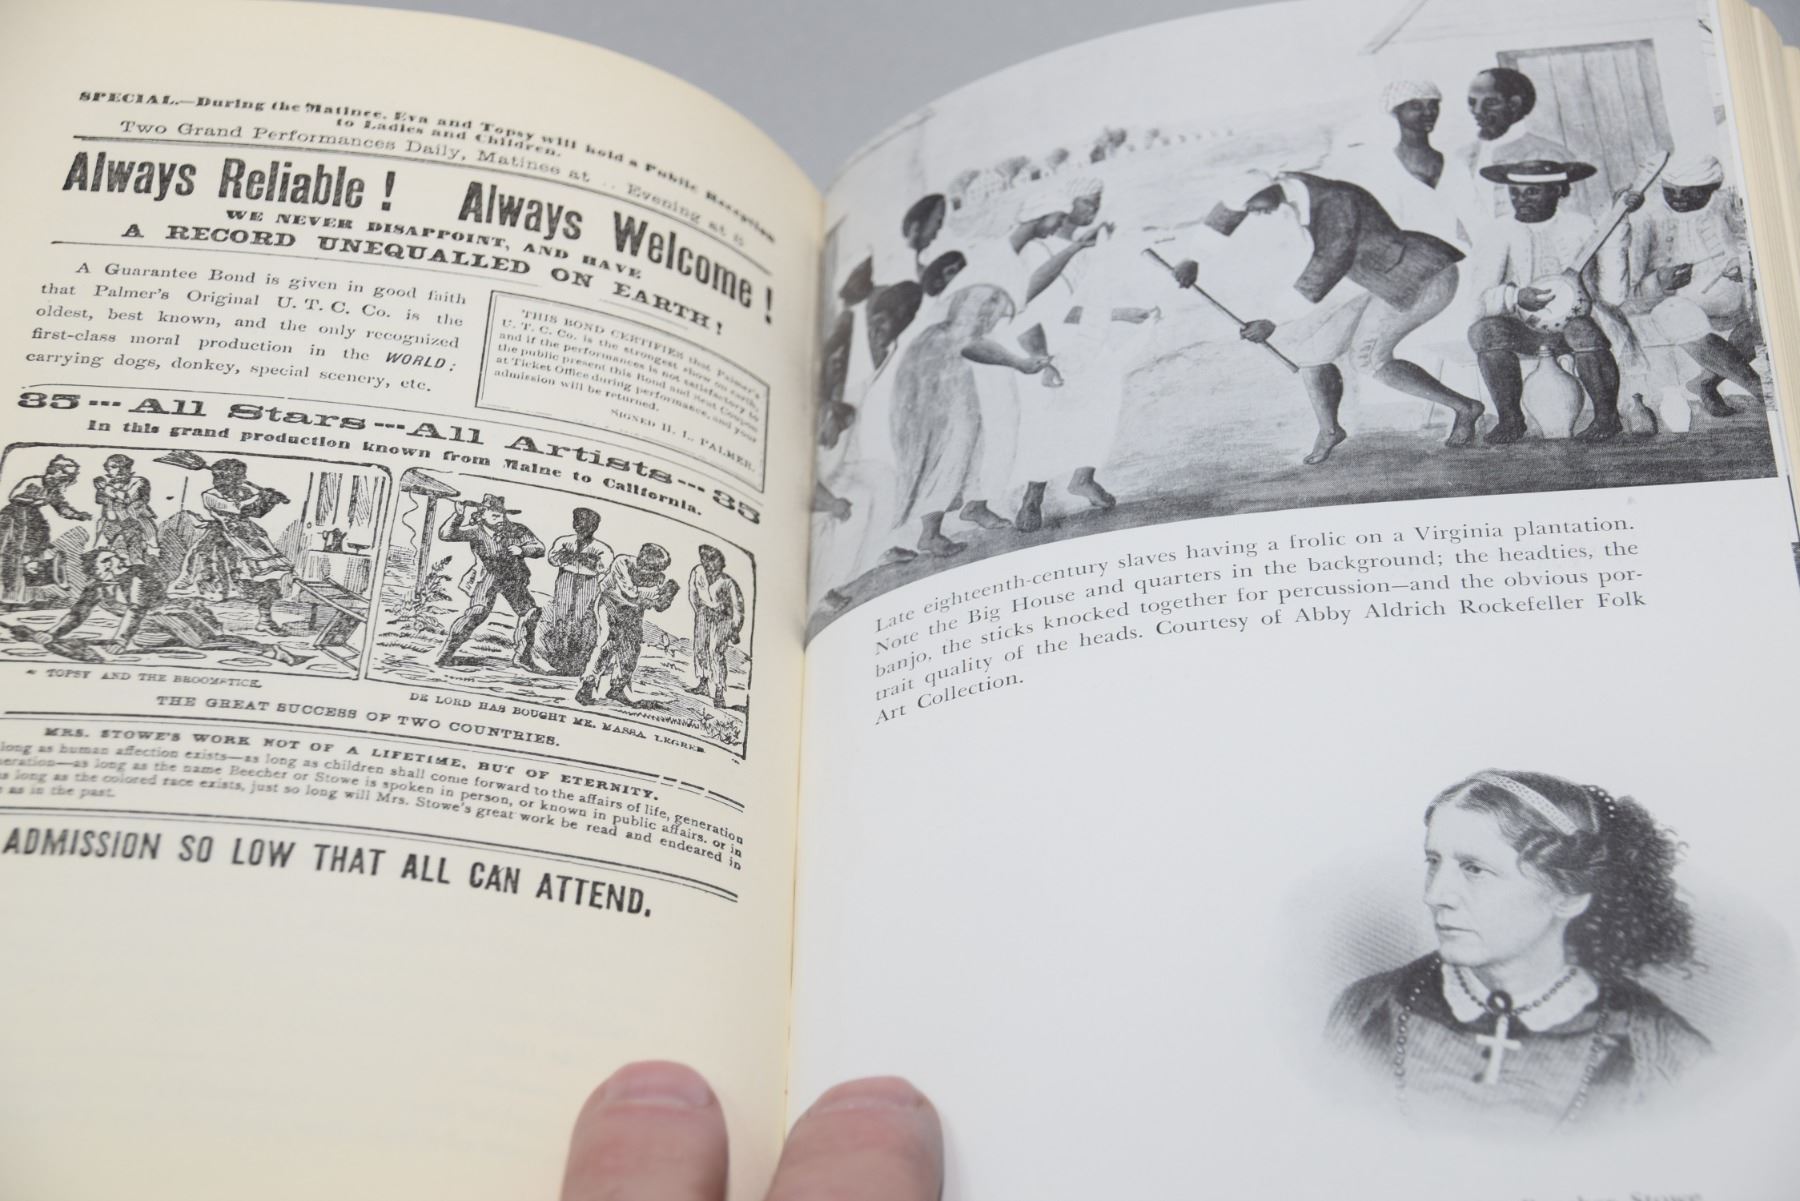 SPECIAL.—During the Matinee, Eva and Topsy will hold a Public Reception
to Ladies and Children.
Two Grand Performances Daily, Matinee at .. Evening at 8
Always Reliable! Always Welcome!
WE NEVER DISAPPOINT, AND HAVE
A RECORD UNEQUALLED ON EARTH!
A Guarantee Bond is given in good faith
that Palmer's Original U. T. C. Co. is the
oldest, best known, and the only recognized
first-class moral production in the WORLD:
carrying dogs, donkey, special scenery, etc.
THIS BOND CERTIFIES that Palmer's
U. T. C. Co. is the strongest show on earth,
and if the performances is not satisfactory to
the public present this Bond and Seat Coupon
at Ticket Office during performance, and your
admission will be returned.
SIGNED H. L. PALMER.
35---All Stars---All Artists---35
In this grand production known from Maine to California.
TOPSY AND THE BROOMSTICK.
DE LORD HAS BOUGHT ME, MASSA LEGREE
THE GREAT SUCCESS OF TWO COUNTRIES.
MRS. STOWE'S WORK NOT OF A LIFETIME, BUT OF ETERNITY.
long as human affection exists—as long as children shall come forward to the affairs of life, generation
neration—as long as the name Beecher or Stowe is spoken in person, or known in public affairs, or in
s long as the colored race exists, just so long will Mrs. Stowe's great work be read and endeared in
as in the past.
ADMISSION SO LOW THAT ALL CAN ATTEND.
Late eighteenth-century slaves having a frolic on a Virginia plantation.
Note the Big House and quarters in the background; the headties, the
banjo, the sticks knocked together for percussion—and the obvious por-
trait quality of the heads. Courtesy of Abby Aldrich Rockefeller Folk
Art Collection.